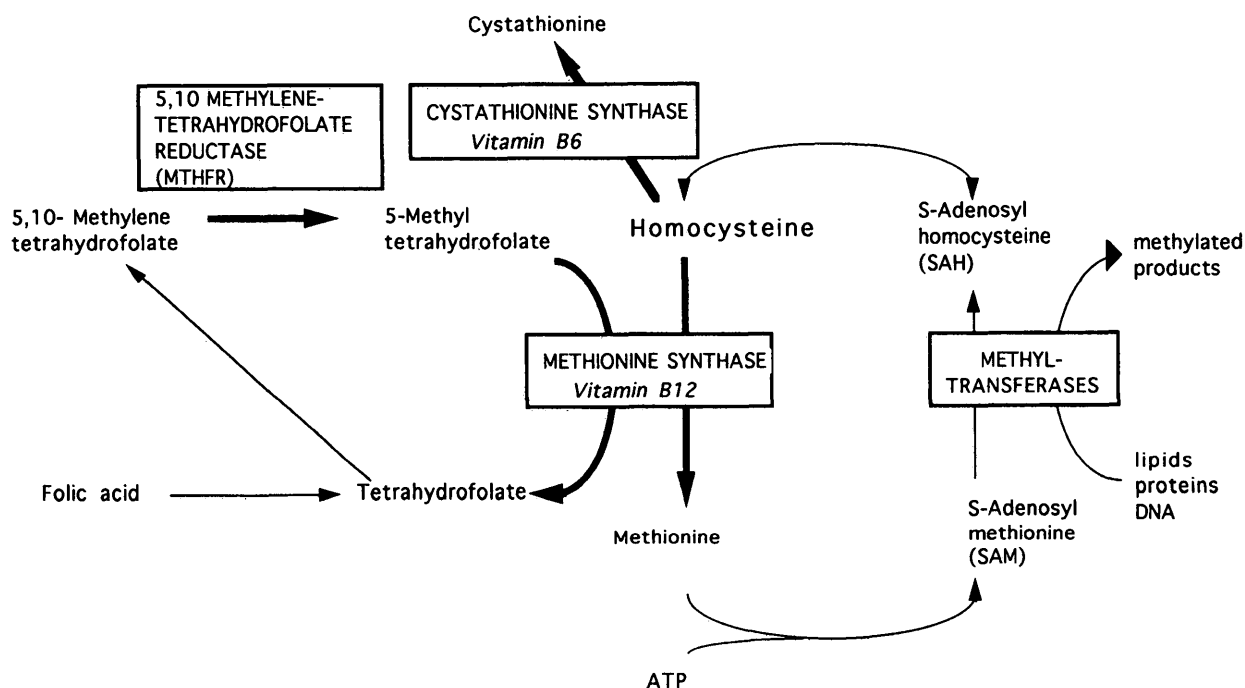 Cystathionine
5,10 METHYLENE-
TETRAHYDROFOLATE
REDUCTASE
(MTHFR)
CYSTATHIONINE SYNTHASE
Vitamin B6
5,10- Methylene
tetrahydrofolate
5-Methyl
tetrahydrofolate
Homocysteine
S-Adenosyl
homocysteine
(SAH)
methylated
products
METHIONINE SYNTHASE
Vitamin B12
METHYL-
TRANSFERASES
Folic acid
Tetrahydrofolate
Methionine
S-Adenosyl
methionine
(SAM)
lipids
proteins
DNA
ATP